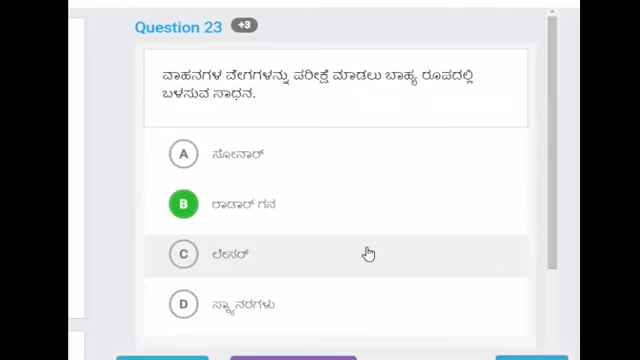 Question 23 +3
ವಾಹನಗಳ ವೇಗಗಳನ್ನು ಪರೀಕ್ಷೆ ಮಾಡಲು ಬಾಹ್ಯ ರೂಪದಲ್ಲಿ
ಬಳಸುವ ಸಾಧನ.
A ಸೋನಾರ್
B ರಾಡಾರ್ ಗನ
C ಲೇಸರ್
D ಸ್ಕ್ಯಾನರಗಳು